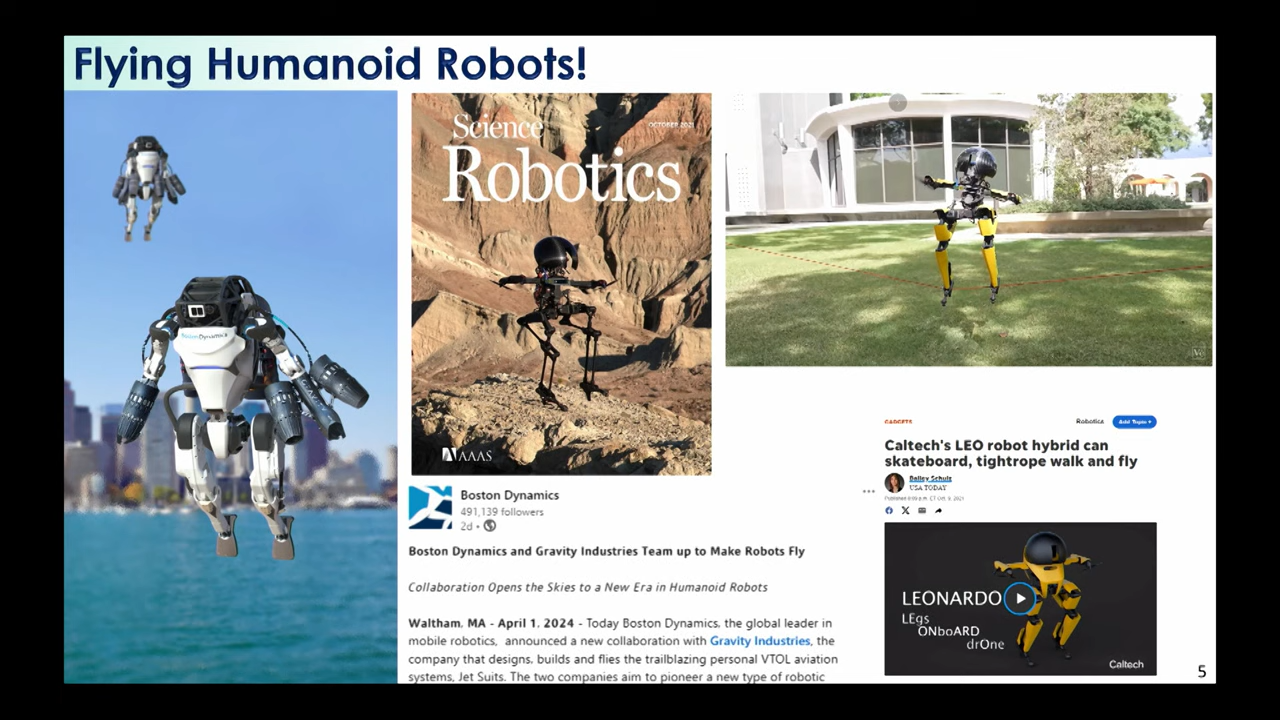 Flying Humanoid Robots!
BostonDynamics
Science
OCTOBER 2021
Robotics
AAAS
Boston Dynamics
491,139 followers
2d •
Boston Dynamics and Gravity Industries Team up to Make Robots Fly
Collaboration Opens the Skies to a New Era in Humanoid Robots
Waltham, MA - April 1, 2024 - Today Boston Dynamics, the global leader in
mobile robotics, announced a new collaboration with Gravity Industries, the
company that designs, builds and flies the trailblazing personal VTOL aviation
systems, Jet Suits. The two companies aim to pioneer a new type of robotic
GADGETS
Robotics
Add Topic +
Caltech's LEO robot hybrid can
skateboard, tightrope walk and fly
Bailey Schulz
USA TODAY
LEONARDO
LEgs
ONboARD
drOne
Caltech
5